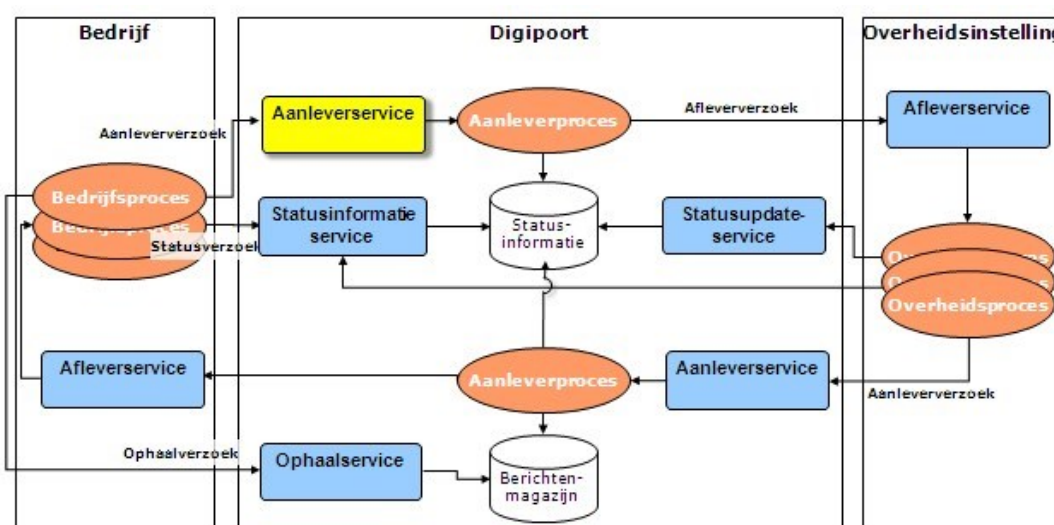 Bedrijf
Digipoort
Overheidsinstelling
Aanleverservice
Aanleverproces
Afleververzoek
Afleverservice
Aanleververzoek
Bedrijfsproces
Bedrijfsproces
Statusverzoek
Statusinformatie
service
Status-
informatie
Statusupdate-
service
Overheidsproces
Afleverservice
Aanleverproces
Aanleverservice
Aanleververzoek
Ophaalverzoek
Ophaalservice
Berichten-
magazijn